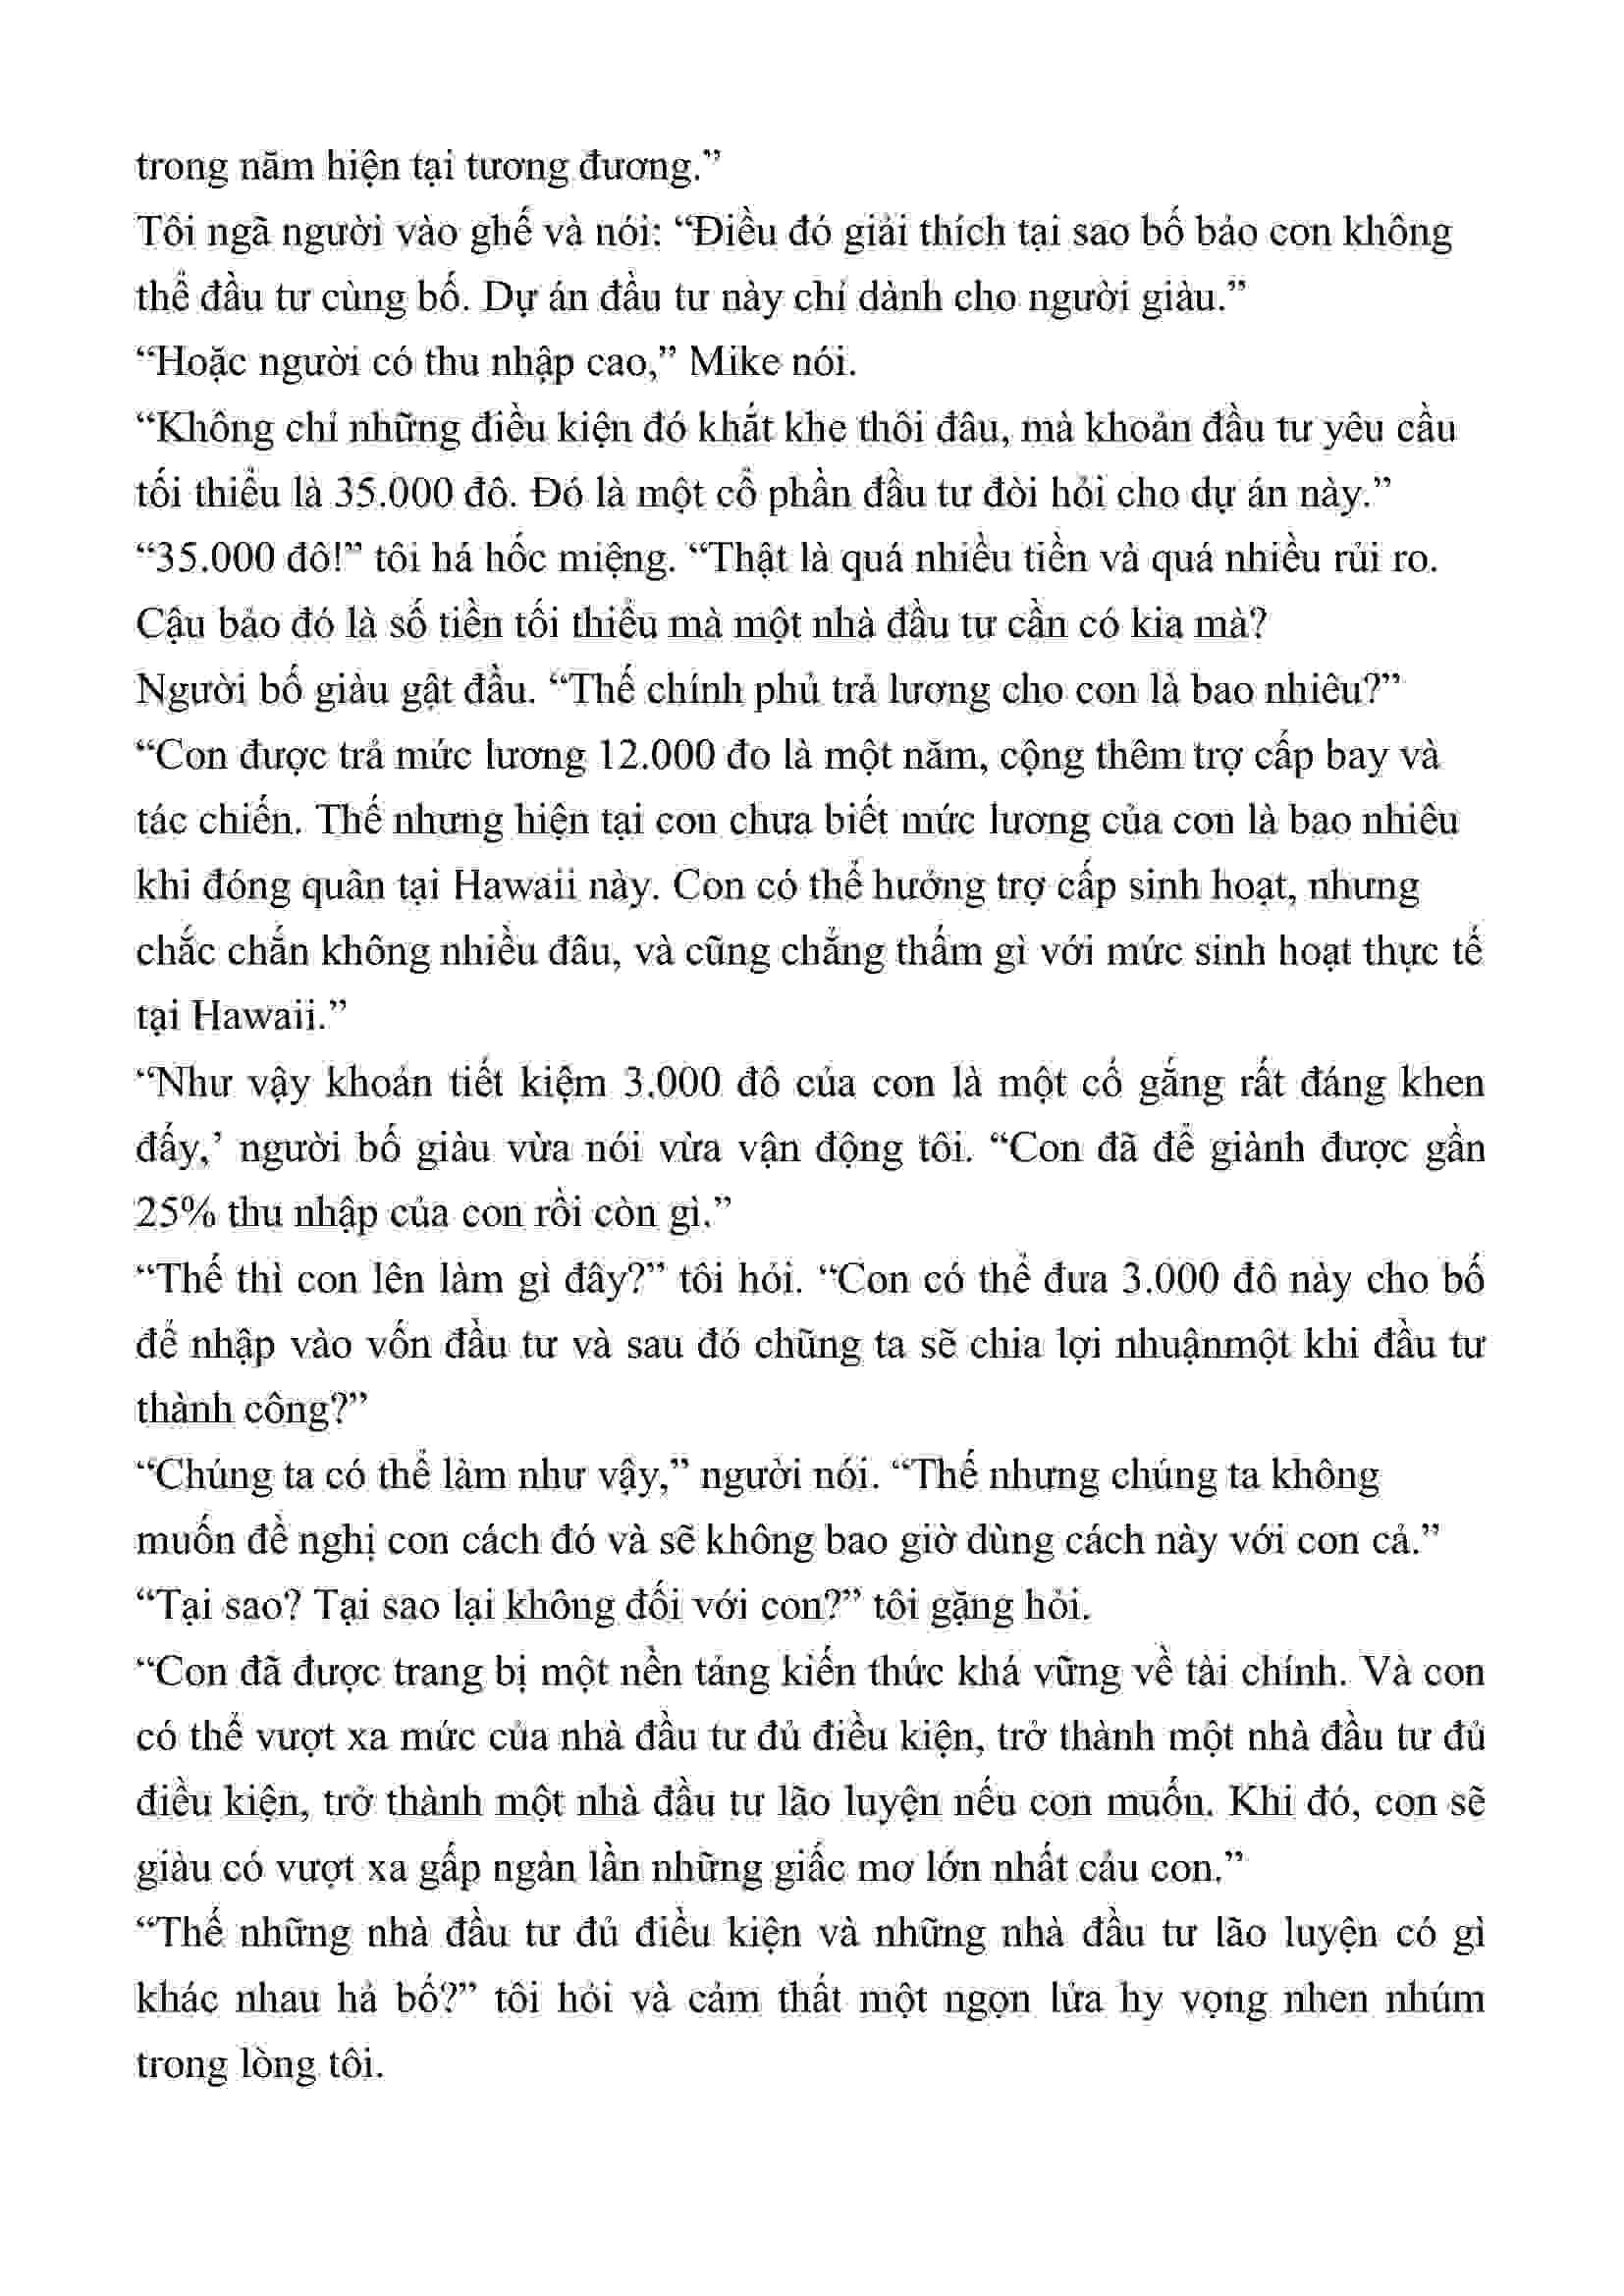 trong năm hiện tại tương đương.”
Tôi ngã người vào ghế và nói: “Điều đó giải thích tại sao bố bảo con không
thể đầu tư cùng bố. Dự án đầu tư này chỉ dành cho người giàu.”
“Hoặc người có thu nhập cao,” Mike nói.
“Không chỉ những điều kiện đó khắt khe thôi đâu, mà khoản đầu tư yêu cầu
tối thiểu là 35.000 đô. Đó là một cổ phần đầu tư đòi hỏi cho dự án này.”
“35.000 đô!” tôi há hốc miệng. “Thật là quá nhiều tiền và quá nhiều rủi ro.
Cậu bảo đó là số tiền tối thiểu mà một nhà đầu tư cần có kia mà?
Người bố giàu gật đầu. “Thế chính phủ trả lương cho con là bao nhiêu?”
“Con được trả mức lương 12.000 đo là một năm, cộng thêm trợ cấp bay và
tác chiến. Thế nhưng hiện tại con chưa biết mức lương của con là bao nhiêu
khi đóng quân tại Hawaii này. Con có thể hưởng trợ cấp sinh hoạt, nhưng
chắc chắn không nhiều đâu, và cũng chẳng thấm gì với mức sinh hoạt thực tế
tại Hawaii.”
“Như vậy khoản tiết kiệm 3.000 đô của con là một cố gắng rất đáng khen
đấy,’ người bố giàu vừa nói vừa vận động tôi. “Con đã để giành được gần
25% thu nhập của con rồi còn gì.”
“Thế thì con lên làm gì đây?” tôi hỏi. “Con có thể đưa 3.000 đô này cho bố
để nhập vào vốn đầu tư và sau đó chũng ta sẽ chia lợi nhuậnmột khi đầu tư
thành công?”
“Chúng ta có thể làm như vậy,” người nói. “Thế nhưng chúng ta không
muốn đề nghị con cách đó và sẽ không bao giờ dùng cách này với con cả.”
“Tại sao? Tại sao lại không đối với con?” tôi gặng hỏi.
“Con đã được trang bị một nền tảng kiến thức khá vững về tài chính. Và con
có thể vượt xa mức của nhà đầu tư đủ điều kiện, trở thành một nhà đầu tư đủ
điều kiện, trở thành một nhà đầu tư lão luyện nếu con muốn. Khi đó, con sẽ
giàu có vượt xa gấp ngàn lần những giấc mơ lớn nhất cảu con.”
“Thế những nhà đầu tư đủ điều kiện và những nhà đầu tư lão luyện có gì
khác nhau hả bố?” tôi hỏi và cảm thất một ngọn lửa hy vọng nhen nhúm
trong lòng tôi.